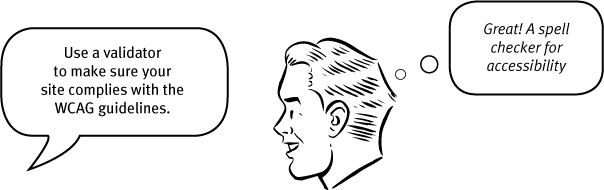 Use a validator
to make sure your
site complies with the
WCAG guidelines.
Great! A spell
checker for
accessibility